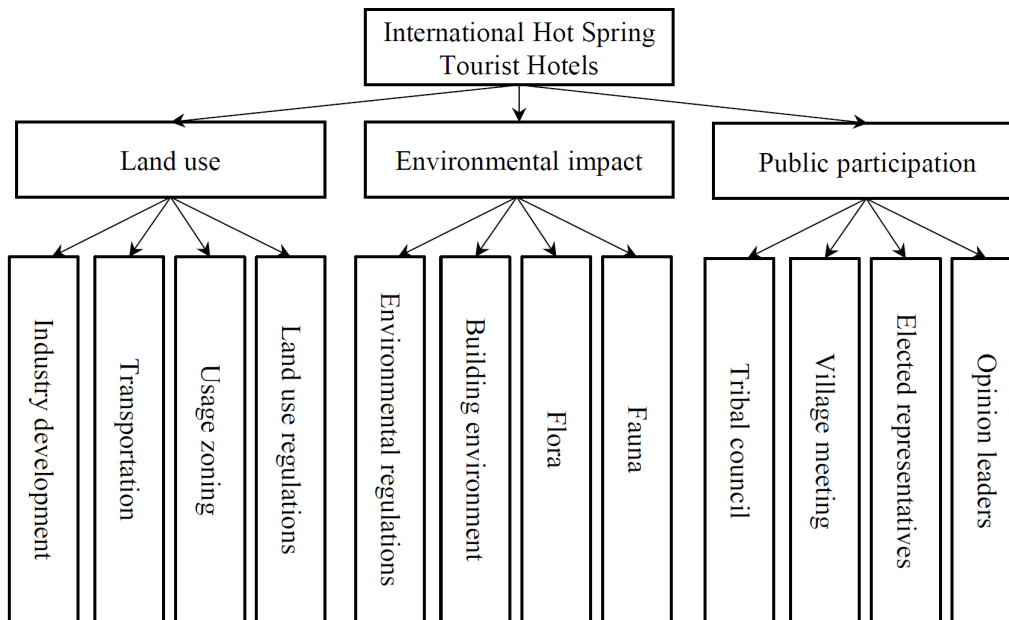 International Hot Spring
Tourist Hotels
Land use
Environmental impact
Public participation
Industry development
Transportation
Usage zoning
Land use regulations
Environmental regulations
Building environment
Flora
Fauna
Tribal council
Village meeting
Elected representatives
Opinion leaders